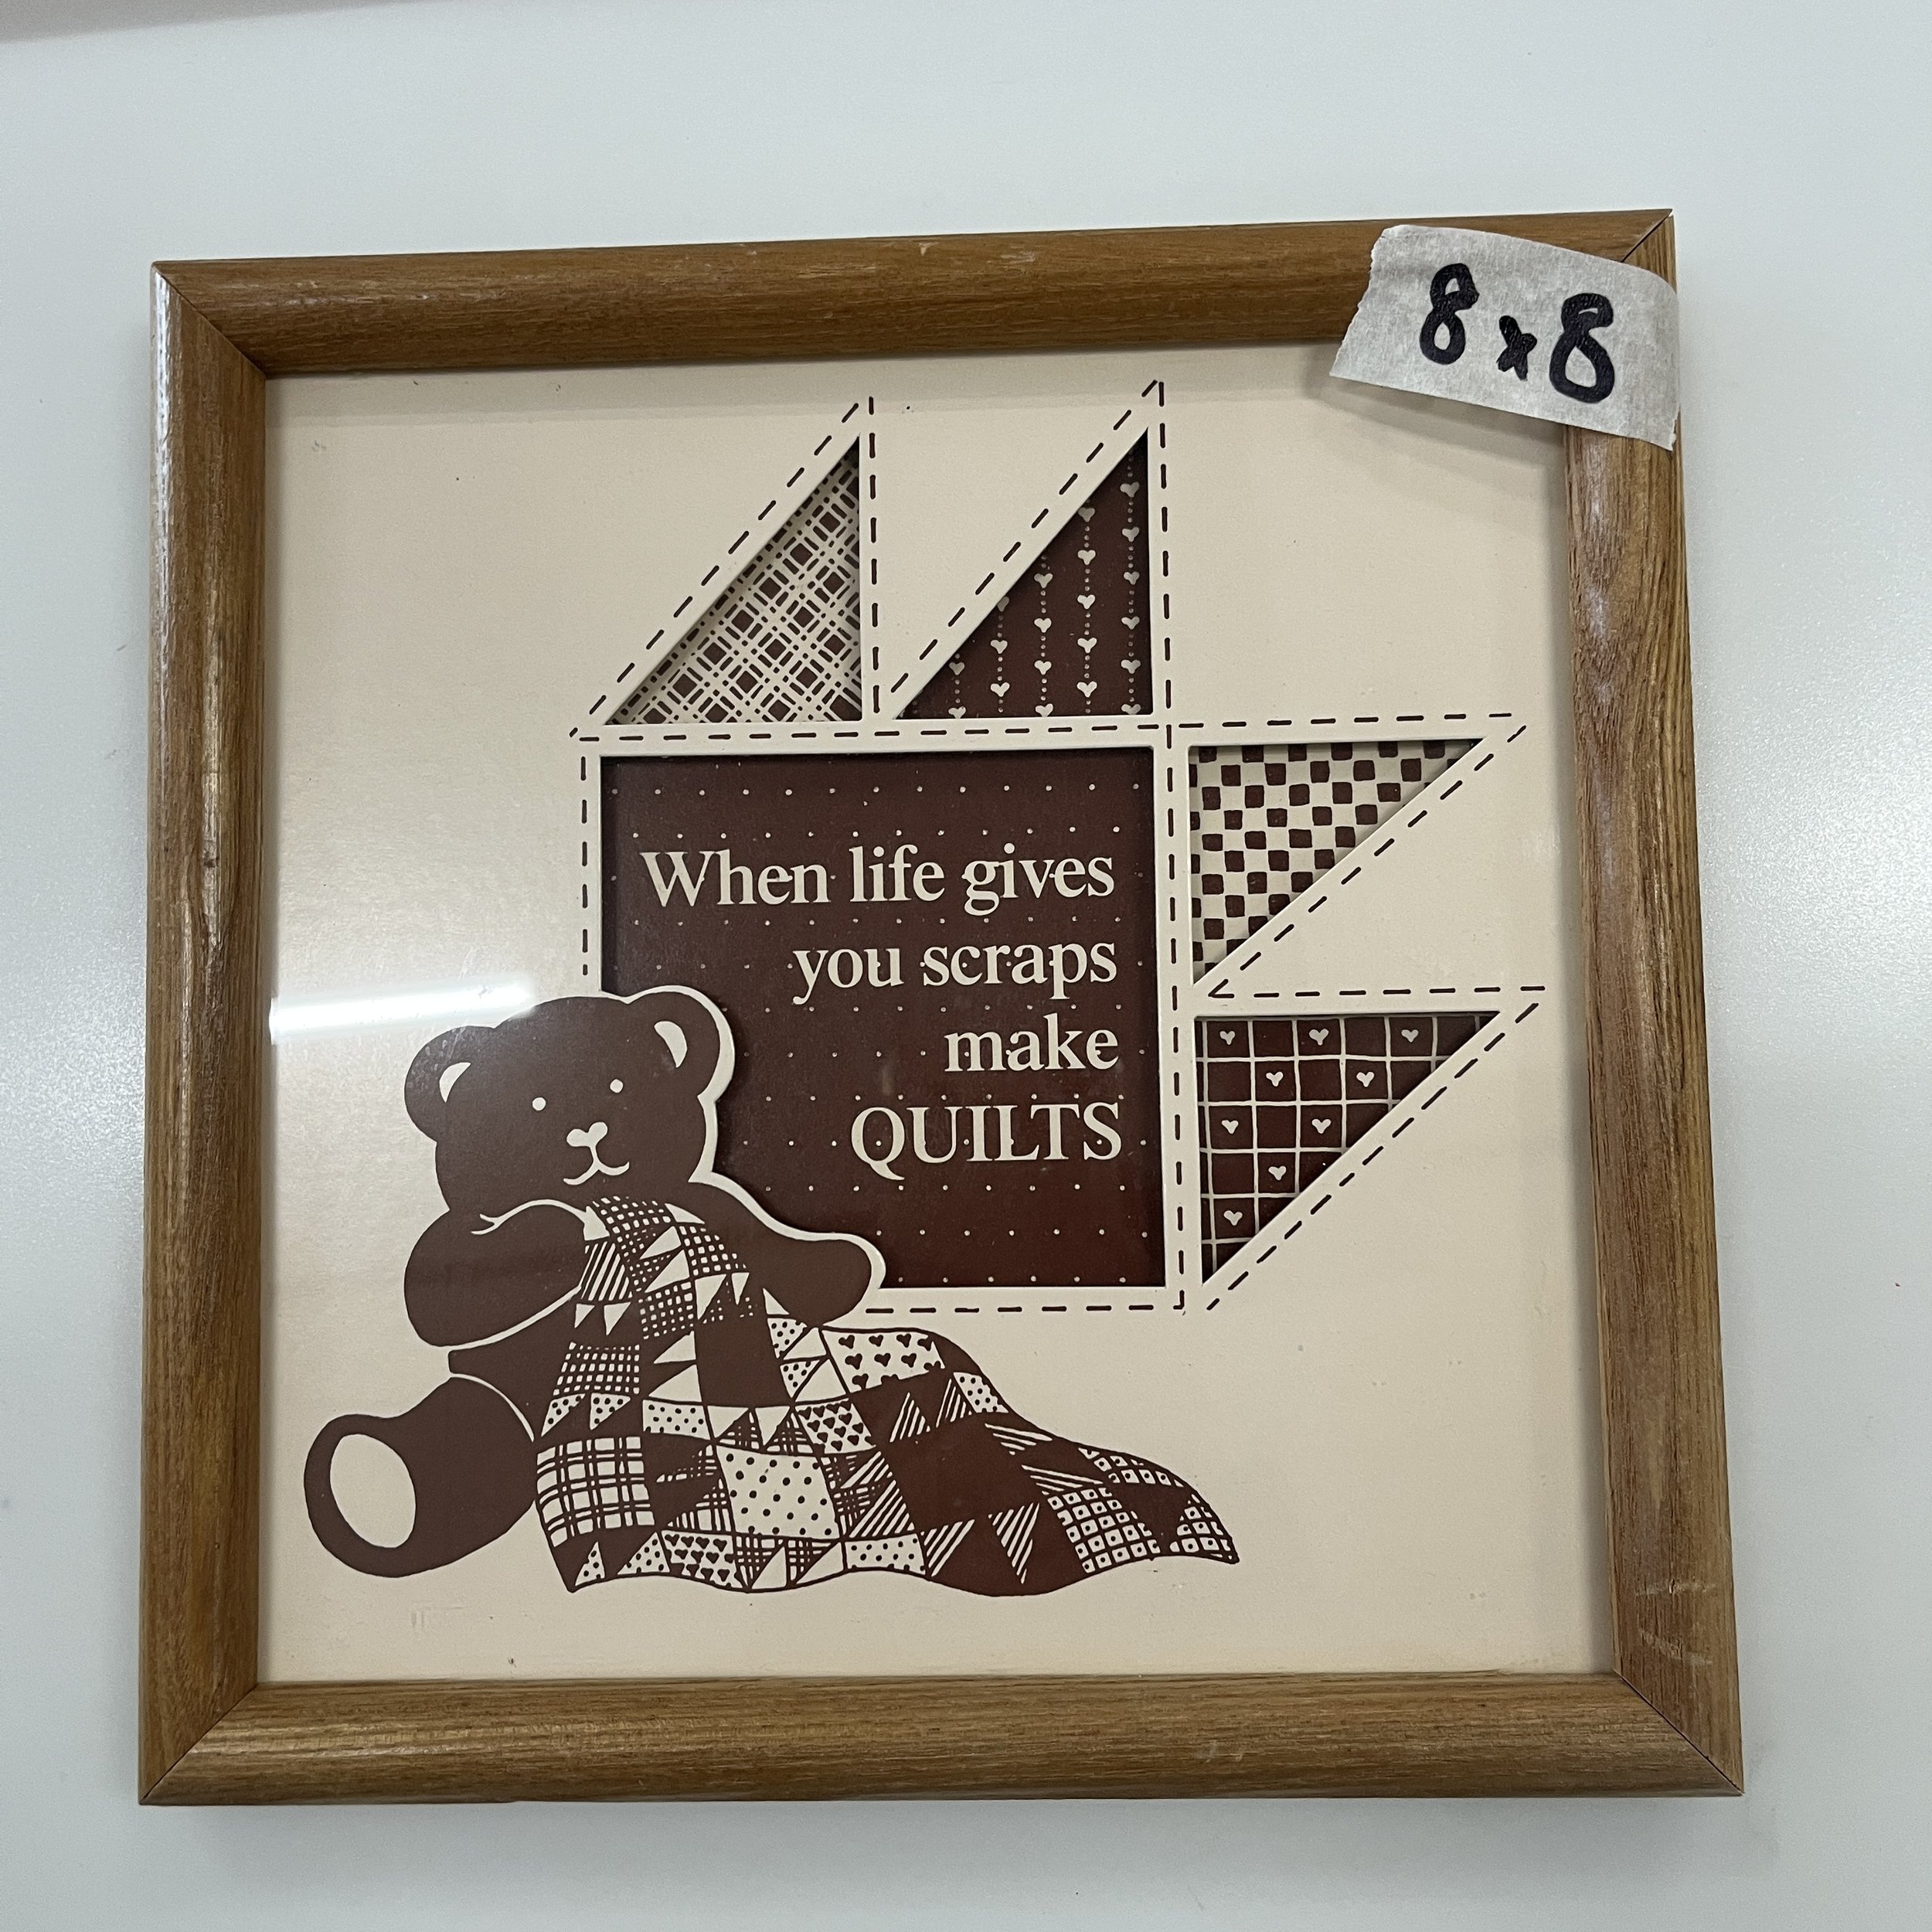 8x8
When life gives
you scraps
make
QUILTS